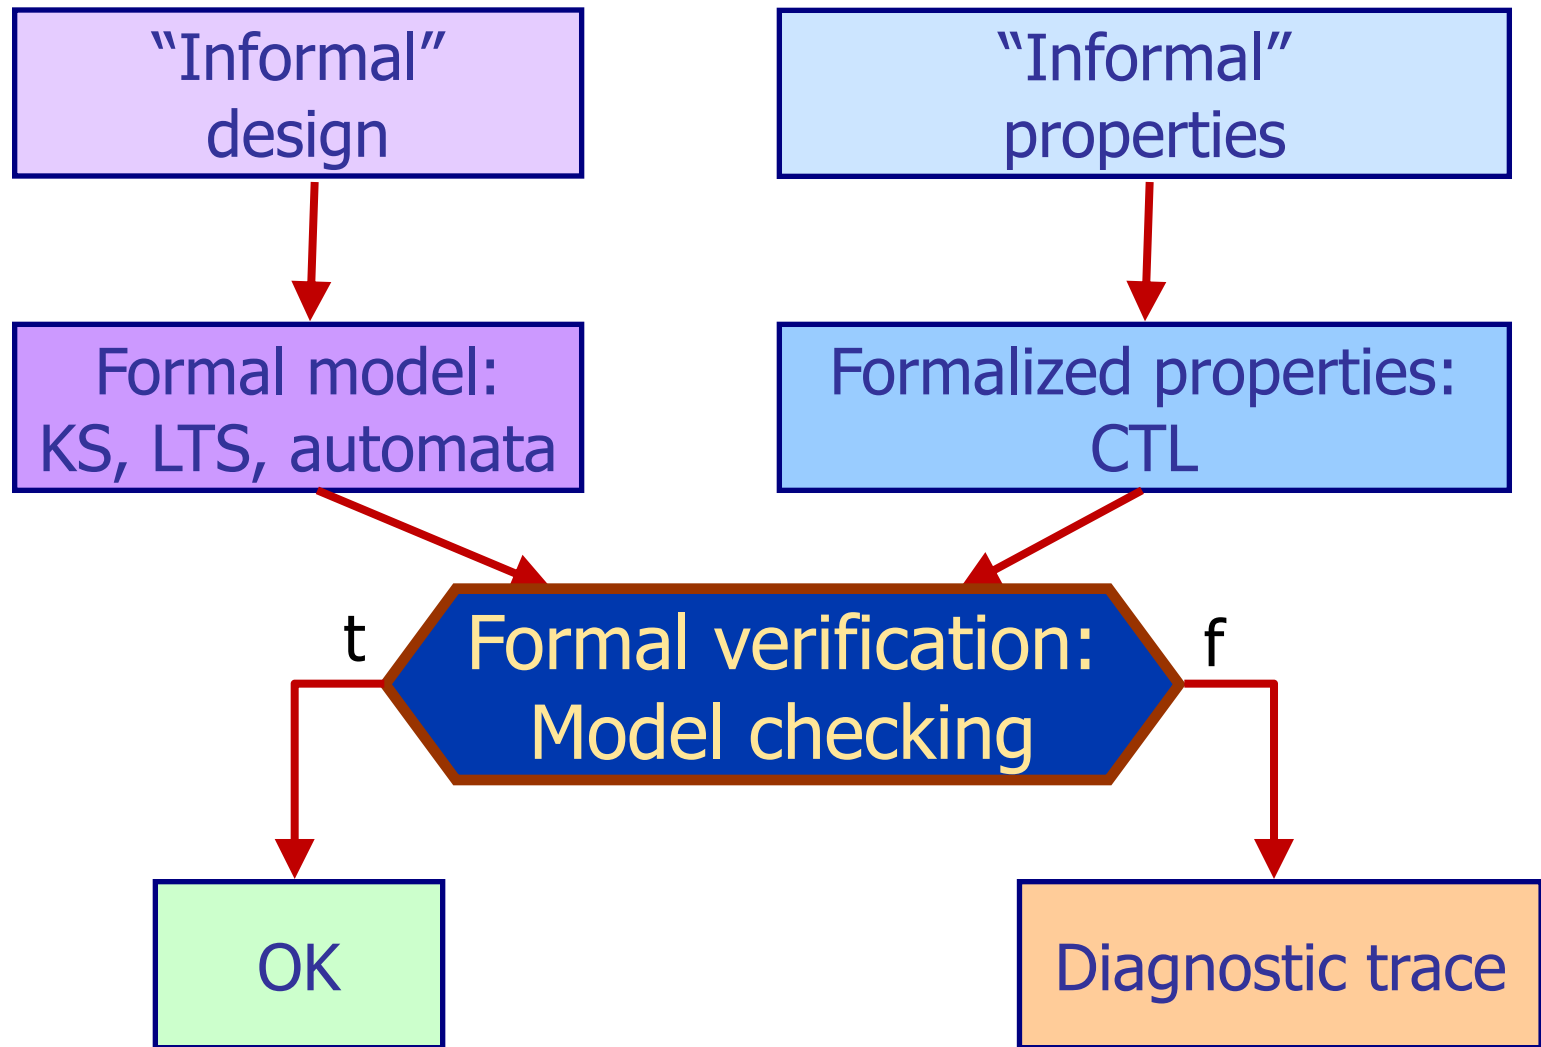 “Informal”
design
“Informal”
properties
Formal model:
KS, LTS, automata
Formalized properties:
CTL
t
Formal verification:
Model checking
f
OK
Diagnostic trace